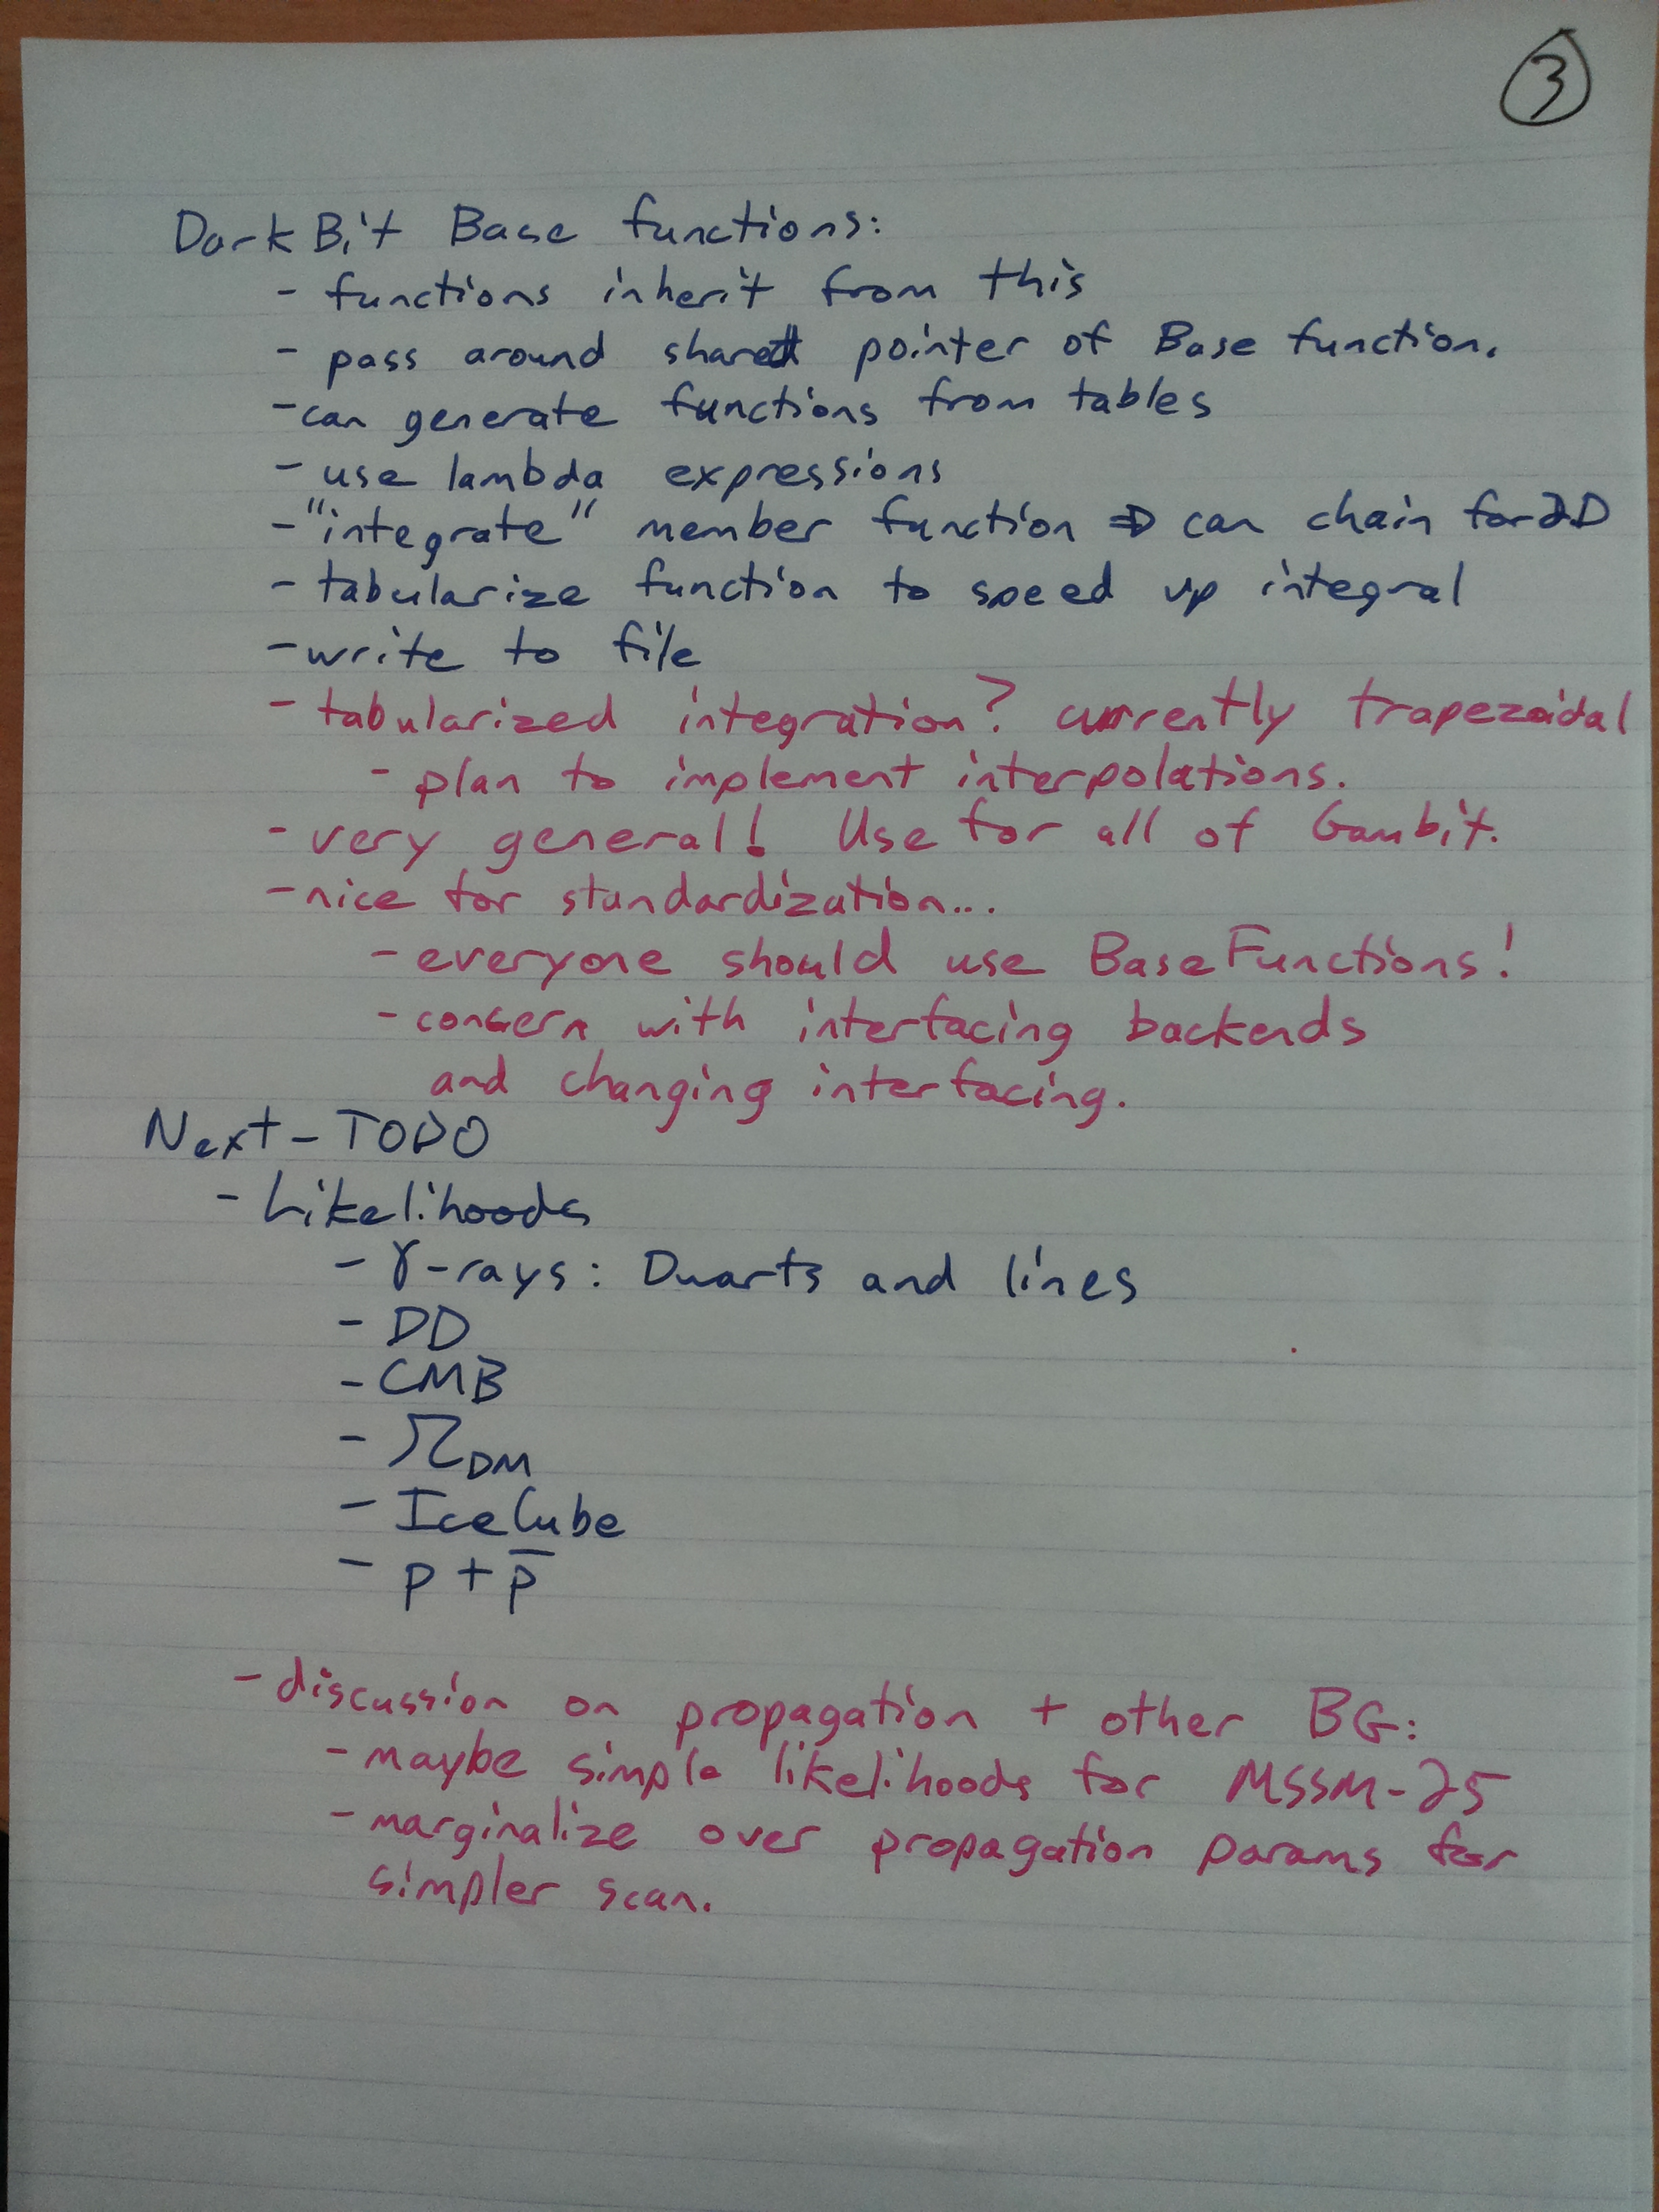 3
DarkBit Base functions:
- functions inherit from this
- pass around shared pointer of Base function.
- can generate functions from tables
- use lambda expressions
- "integrate" member function ⇒ can chain for 2D
- tabularize function to speed up integral
- write to file
- tabularized integration? currently trapezoidal
- plan to implement interpolations.
- very general! Use for all of Gambit.
- nice for standardization...
- everyone should use BaseFunctions!
- concern with interfacing backends
and changing interfacing.
Next - TODO
- Likelihoods
- γ-rays: Dwarfs and lines
- DD
- CMB
- Ω_DM
- IceCube
- p + p̅
- discussion on propagation + other BG:
- maybe simple likelihoods for MSSM-25
- marginalize over propagation params for
simpler scan.